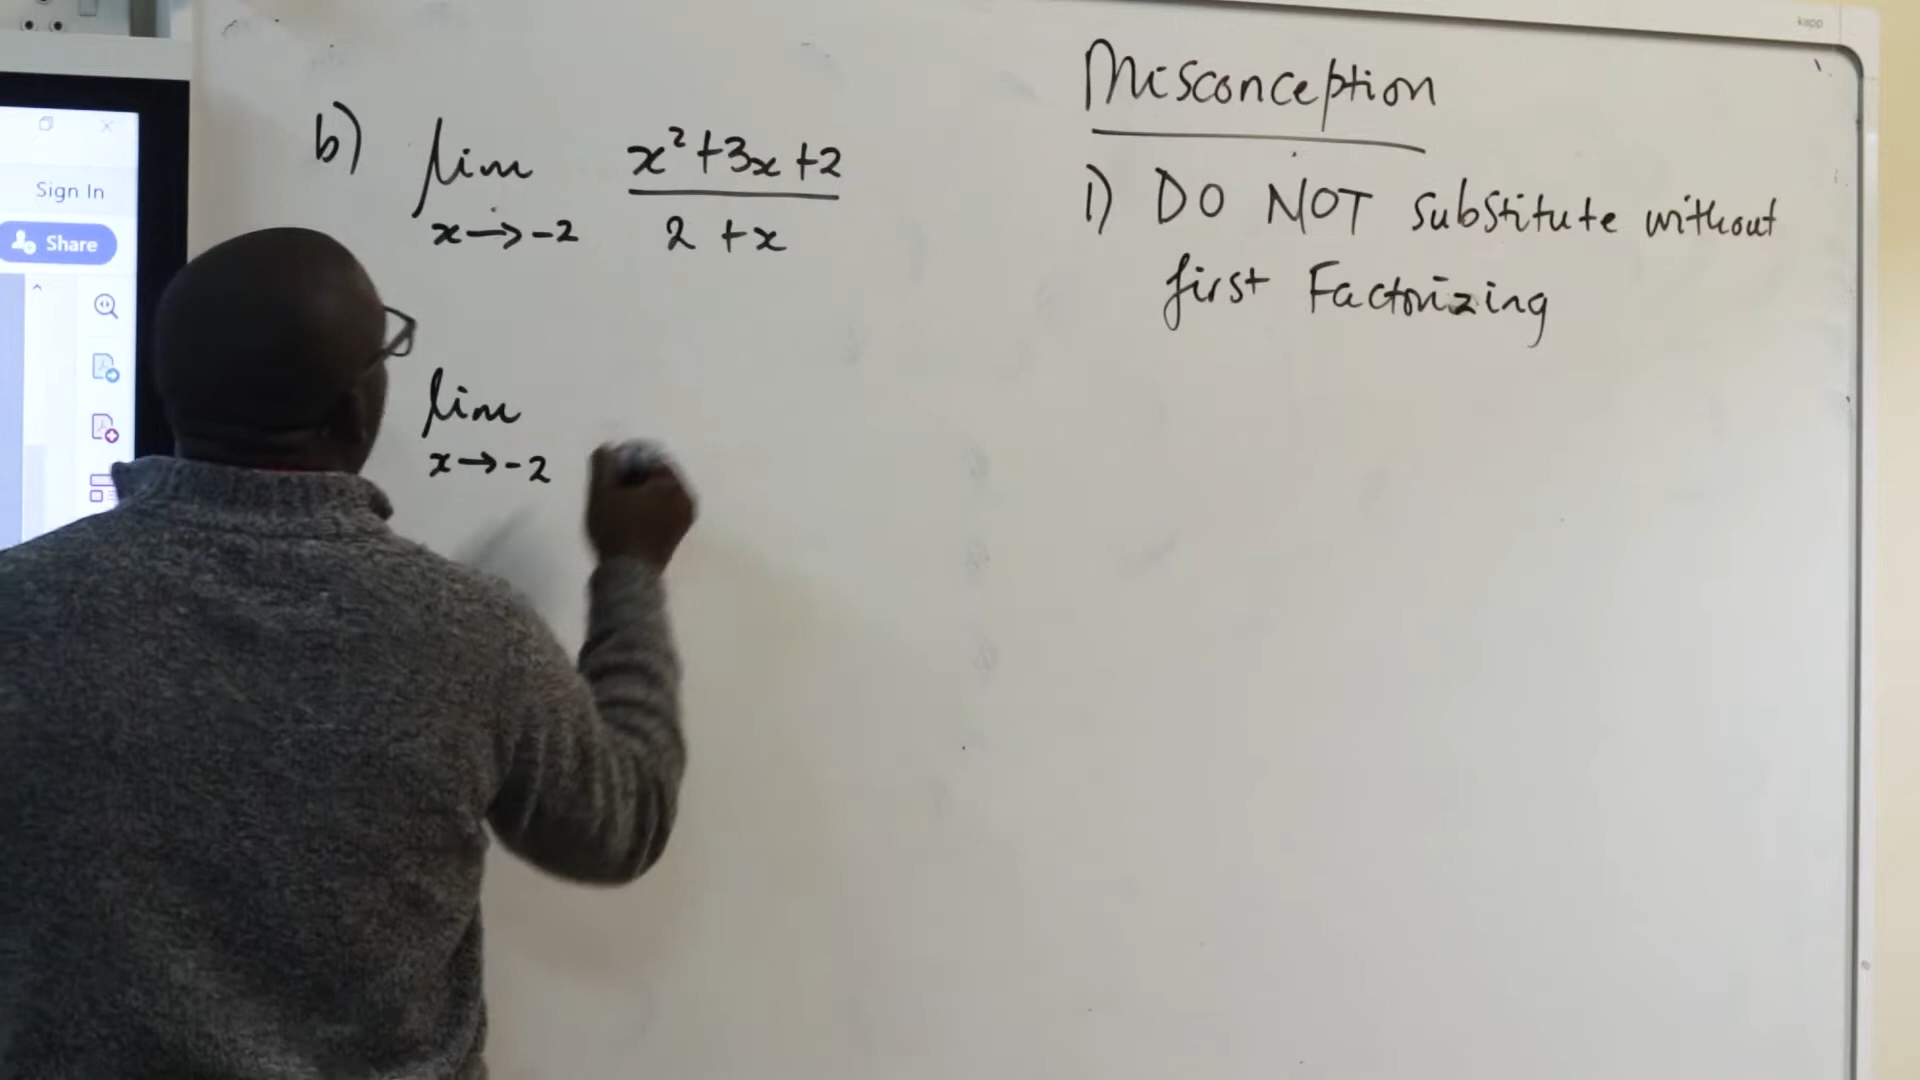 Sign In
Share
b) lim x²+3x+2
x→-2 2 +x
lim
x→-2
Misconception
1) DO NOT substitute without
first Factorizing